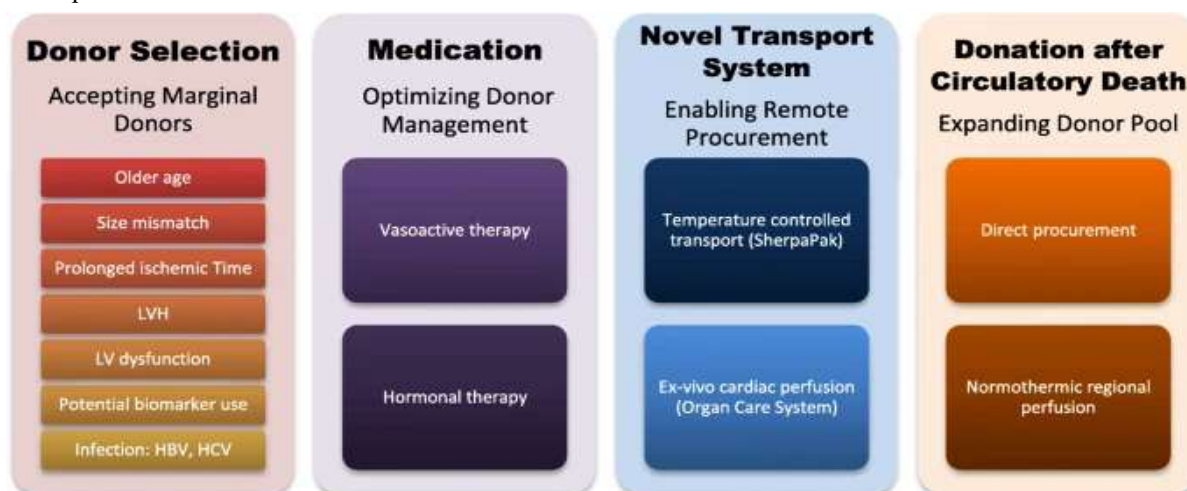 Donor Selection
Accepting Marginal
Donors
Older age
Size mismatch
Prolonged ischemic Time
LVH
LV dysfunction
Potential biomarker use
Infection: HBV, HCV
Medication
Optimizing Donor
Management
Vasoactive therapy
Hormonal therapy
Novel Transport
System
Enabling Remote
Procurement
Temperature controlled
transport (SherpaPak)
Ex-vivo cardiac perfusion
(Organ Care System)
Donation after
Circulatory Death
Expanding Donor Pool
Direct procurement
Normothermic regional
perfusion